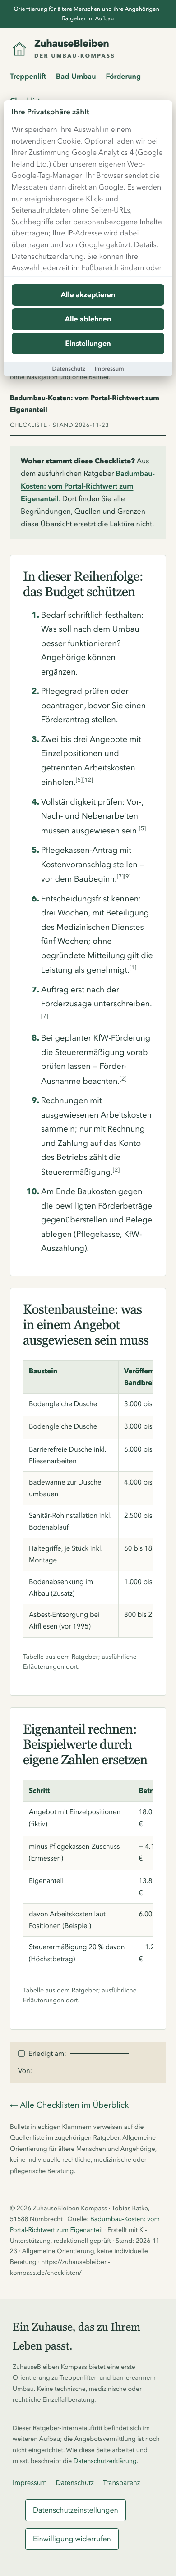 Orientierung für ältere Menschen und ihre Angehörigen ·
Ratgeber im Aufbau
ZuhauseBleiben
DER UMBAU-KOMPASS
Treppenlift Bad-Umbau Förderung
Ihre Privatsphäre zählt
Wir speichern Ihre Auswahl in einem
notwendigen Cookie. Optional laden wir bei
Ihrer Zustimmung Google Analytics 4 (Google
Ireland Ltd.) über unseren eigenen Web-
Google-Tag-Manager: Ihr Browser sendet die
Messdaten dann direkt an Google. Es werden
nur ereignisbezogene Klick- und
Seitenaufrufdaten ohne Seiten-URLs,
Suchbegriffe oder personenbezogene Inhalte
übertragen; Ihre IP-Adresse wird dabei
übertragen und von Google gekürzt. Details:
Datenschutzerklärung. Sie können Ihre
Auswahl jederzeit im Fußbereich ändern oder
Alle akzeptieren
Alle ablehnen
Einstellungen
Datenschutz Impressum
ohne Navigation und ohne Banner.
Badumbau-Kosten: vom Portal-Richtwert zum
Eigenanteil
CHECKLISTE · STAND 2026-11-23
Woher stammt diese Checkliste? Aus
dem ausführlichen Ratgeber Badumbau-
Kosten: vom Portal-Richtwert zum
Eigenanteil. Dort finden Sie alle
Begründungen, Quellen und Grenzen —
diese Übersicht ersetzt die Lektüre nicht.
In dieser Reihenfolge:
das Budget schützen
1. Bedarf schriftlich festhalten:
Was soll nach dem Umbau
besser funktionieren?
Angehörige können
ergänzen.
2. Pflegegrad prüfen oder
beantragen, bevor Sie einen
Förderantrag stellen.
3. Zwei bis drei Angebote mit
Einzelpositionen und
getrennten Arbeitskosten
einholen.[5][12]
4. Vollständigkeit prüfen: Vor-,
Nach- und Nebenarbeiten
müssen ausgewiesen sein.[5]
5. Pflegekassen-Antrag mit
Kostenvoranschlag stellen —
vor dem Baubeginn.[7][9]
6. Entscheidungsfrist kennen:
drei Wochen, mit Beteiligung
des Medizinischen Dienstes
fünf Wochen; ohne
begründete Mitteilung gilt die
Leistung als genehmigt.[1]
7. Auftrag erst nach der
Förderzusage unterschreiben.
[7]
8. Bei geplanter KfW-Förderung
die Steuerermäßigung vorab
prüfen lassen — Förder-
Ausnahme beachten.[2]
9. Rechnungen mit
ausgewiesenen Arbeitskosten
sammeln; nur mit Rechnung
und Zahlung auf das Konto
des Betriebs zählt die
Steuerermäßigung.[2]
10. Am Ende Baukosten gegen
die bewilligten Förderbeträge
gegenüberstellen und Belege
ablegen (Pflegekasse, KfW-
Auszahlung).
Kostenbausteine: was
in einem Angebot
ausgewiesen sein muss
Baustein Veröffent
Bandbrei
Bodengleiche Dusche 3.000 bis
Bodengleiche Dusche 3.000 bis
Barrierefreie Dusche inkl. 6.000 bis
Fliesenarbeiten
Badewanne zur Dusche 4.000 bis
umbauen
Sanitär-Rohinstallation inkl. 2.500 bis
Bodenablauf
Haltegriffe, je Stück inkl. 60 bis 18
Montage
Bodenabsenkung im 1.000 bis
Altbau (Zusatz)
Asbest-Entsorgung bei 800 bis 2.
Altfliesen (vor 1995)
Tabelle aus dem Ratgeber; ausführliche
Erläuterungen dort.
Eigenanteil rechnen:
Beispielwerte durch
eigene Zahlen ersetzen
Schritt Betr
Angebot mit Einzelpositionen 18.0
(fiktiv) €
minus Pflegekassen-Zuschuss − 4.1
(Ermessen) €
Eigenanteil 13.8
€
davon Arbeitskosten laut 6.00
Positionen (Beispiel)
Steuerermäßigung 20 % davon − 1.2
(Höchstbetrag) €
Tabelle aus dem Ratgeber; ausführliche
Erläuterungen dort.
Erledigt am:
Von:
← Alle Checklisten im Überblick
Bullets in eckigen Klammern verweisen auf die
Quellenliste im zugehörigen Ratgeber. Allgemeine
Orientierung für ältere Menschen und Angehörige,
keine individuelle rechtliche, medizinische oder
pflegerische Beratung.
© 2026 ZuhauseBleiben Kompass · Tobias Batke,
51588 Nümbrecht · Quelle: Badumbau-Kosten: vom
Portal-Richtwert zum Eigenanteil · Erstellt mit KI-
Unterstützung, redaktionell geprüft · Stand: 2026-11-
23 · Allgemeine Orientierung, keine individuelle
Beratung · https://zuhausebleiben-
kompass.de/checklisten/
Ein Zuhause, das zu Ihrem
Leben passt.
ZuhauseBleiben Kompass bietet eine erste
Orientierung zu Treppenliften und barrierearmem
Umbau. Keine technische, medizinische oder
rechtliche Einzelfallberatung.
Dieser Ratgeber-Internetauftritt befindet sich im
weiteren Aufbau; die Angebotsvermittlung ist noch
nicht eingerichtet. Wie diese Seite arbeitet und
misst, beschreibt die Datenschutzerklärung.
Impressum Datenschutz Transparenz
Datenschutzeinstellungen
Einwilligung widerrufen